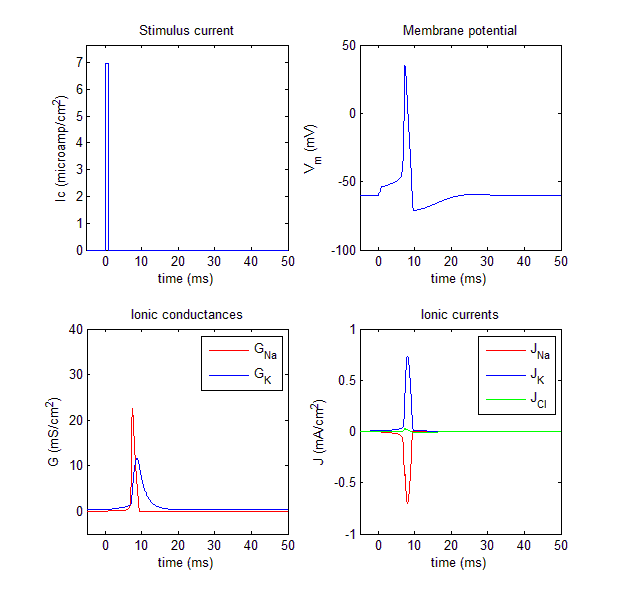 Stimulus current
Membrane potential
Ic (microamp/cm2)
7
6
5
4
3
2
1
0
0 10 20 30 40 50
time (ms)
Vm (mV)
50
0
-50
-100
0 10 20 30 40 50
time (ms)
Ionic conductances
Ionic currents
G (mS/cm2)
40
30
20
10
0
GNa
GK
0 10 20 30 40 50
time (ms)
J (mA/cm2)
1
0.5
0
-0.5
-1
JNa
JK
JCl
0 10 20 30 40 50
time (ms)